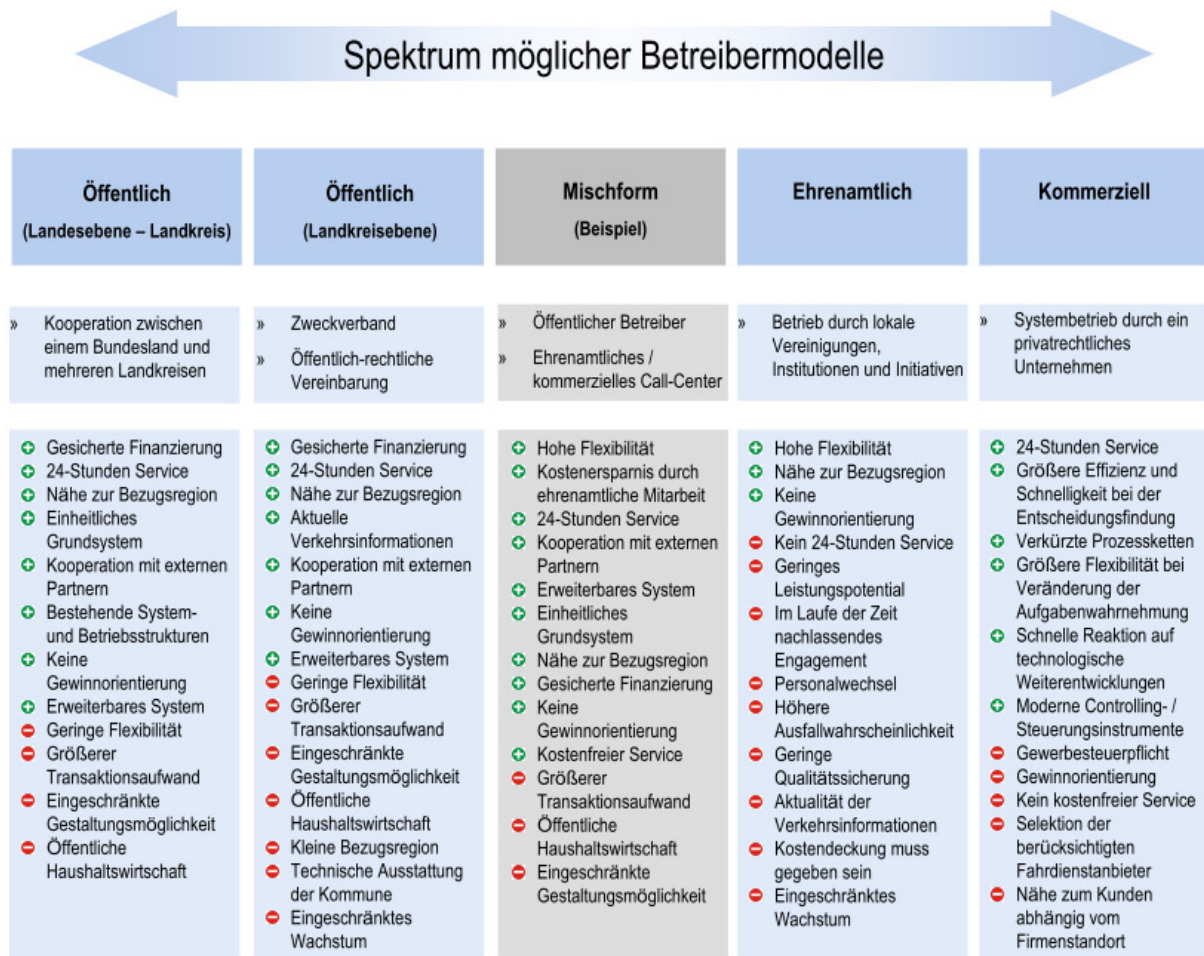 Spektrum möglicher Betreibermodelle
Öffentlich
(Landesebene – Landkreis)
» Kooperation zwischen
einem Bundesland und
mehreren Landkreisen
Gesicherte Finanzierung
24-Stunden Service
Nähe zur Bezugsregion
Einheitliches
Grundsystem
Kooperation mit externen
Partnern
Bestehende System-
und Betriebsstrukturen
Keine
Gewinnorientierung
Erweiterbares System
Geringe Flexibilität
Größerer
Transaktionsaufwand
Eingeschränkte
Gestaltungsmöglichkeit
Öffentliche
Haushaltswirtschaft
Öffentlich
(Landkreisebene)
» Zweckverband
» Öffentlich-rechtliche
Vereinbarung
Gesicherte Finanzierung
24-Stunden Service
Nähe zur Bezugsregion
Aktuelle
Verkehrsinformationen
Kooperation mit externen
Partnern
Keine
Gewinnorientierung
Erweiterbares System
Geringe Flexibilität
Größerer
Transaktionsaufwand
Eingeschränkte
Gestaltungsmöglichkeit
Öffentliche
Haushaltswirtschaft
Kleine Bezugsregion
Technische Ausstattung
der Kommune
Eingeschränktes
Wachstum
Mischform
(Beispiel)
» Öffentlicher Betreiber
» Ehrenamtliches /
kommerzielles Call-Center
Hohe Flexibilität
Kostenersparnis durch
ehrenamtliche Mitarbeit
24-Stunden Service
Kooperation mit externen
Partnern
Erweiterbares System
Einheitliches
Grundsystem
Nähe zur Bezugsregion
Gesicherte Finanzierung
Keine
Gewinnorientierung
Kostenfreier Service
Größerer
Transaktionsaufwand
Öffentliche
Haushaltswirtschaft
Eingeschränkte
Gestaltungsmöglichkeit
Ehrenamtlich
» Betrieb durch lokale
Vereinigungen,
Institutionen und Initiativen
Hohe Flexibilität
Nähe zur Bezugsregion
Keine
Gewinnorientierung
Kein 24-Stunden Service
Geringes
Leistungspotential
Im Laufe der Zeit
nachlassendes
Engagement
Personalwechsel
Höhere
Ausfallwahrscheinlichkeit
Geringe
Qualitätssicherung
Aktualität der
Verkehrsinformationen
Kostendeckung muss
gegeben sein
Eingeschränktes
Wachstum
Kommerziell
» Systembetrieb durch ein
privatrechtliches
Unternehmen
24-Stunden Service
Größere Effizienz und
Schnelligkeit bei der
Entscheidungsfindung
Verkürzte Prozessketten
Größere Flexibilität bei
Veränderung der
Aufgabenwahrnehmung
Schnelle Reaktion auf
technologische
Weiterentwicklungen
Moderne Controlling- /
Steuerungsinstrumente
Gewerbesteuerpflicht
Gewinnorientierung
Kein kostenfreier Service
Selektion der
berücksichtigten
Fahrdienstanbieter
Nähe zum Kunden
abhängig vom
Firmenstandort